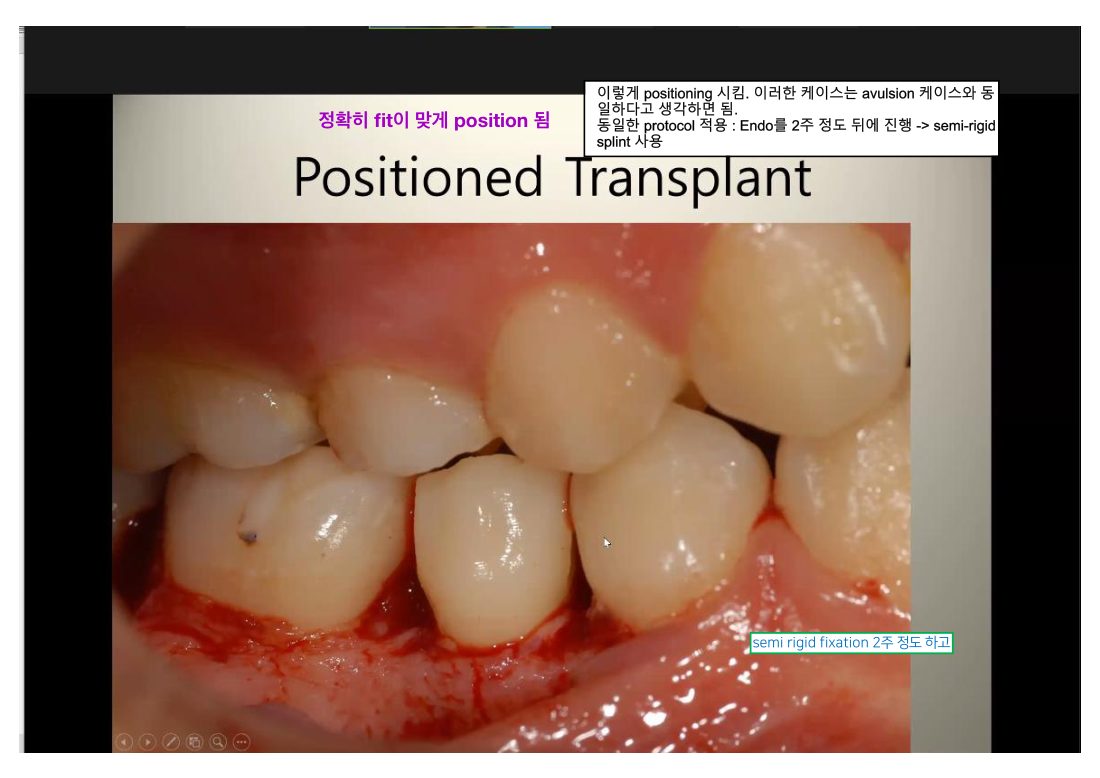 이렇게 positioning 시킴. 이러한 케이스는 avulsion 케이스와 동
일하다고 생각하면 됨.
동일한 protocol 적용 : Endo를 2주 정도 뒤에 진행 -> semi-rigid
splint 사용
정확히 fit이 맞게 position 됨
Positioned Transplant
semi rigid fixation 2주 정도 하고